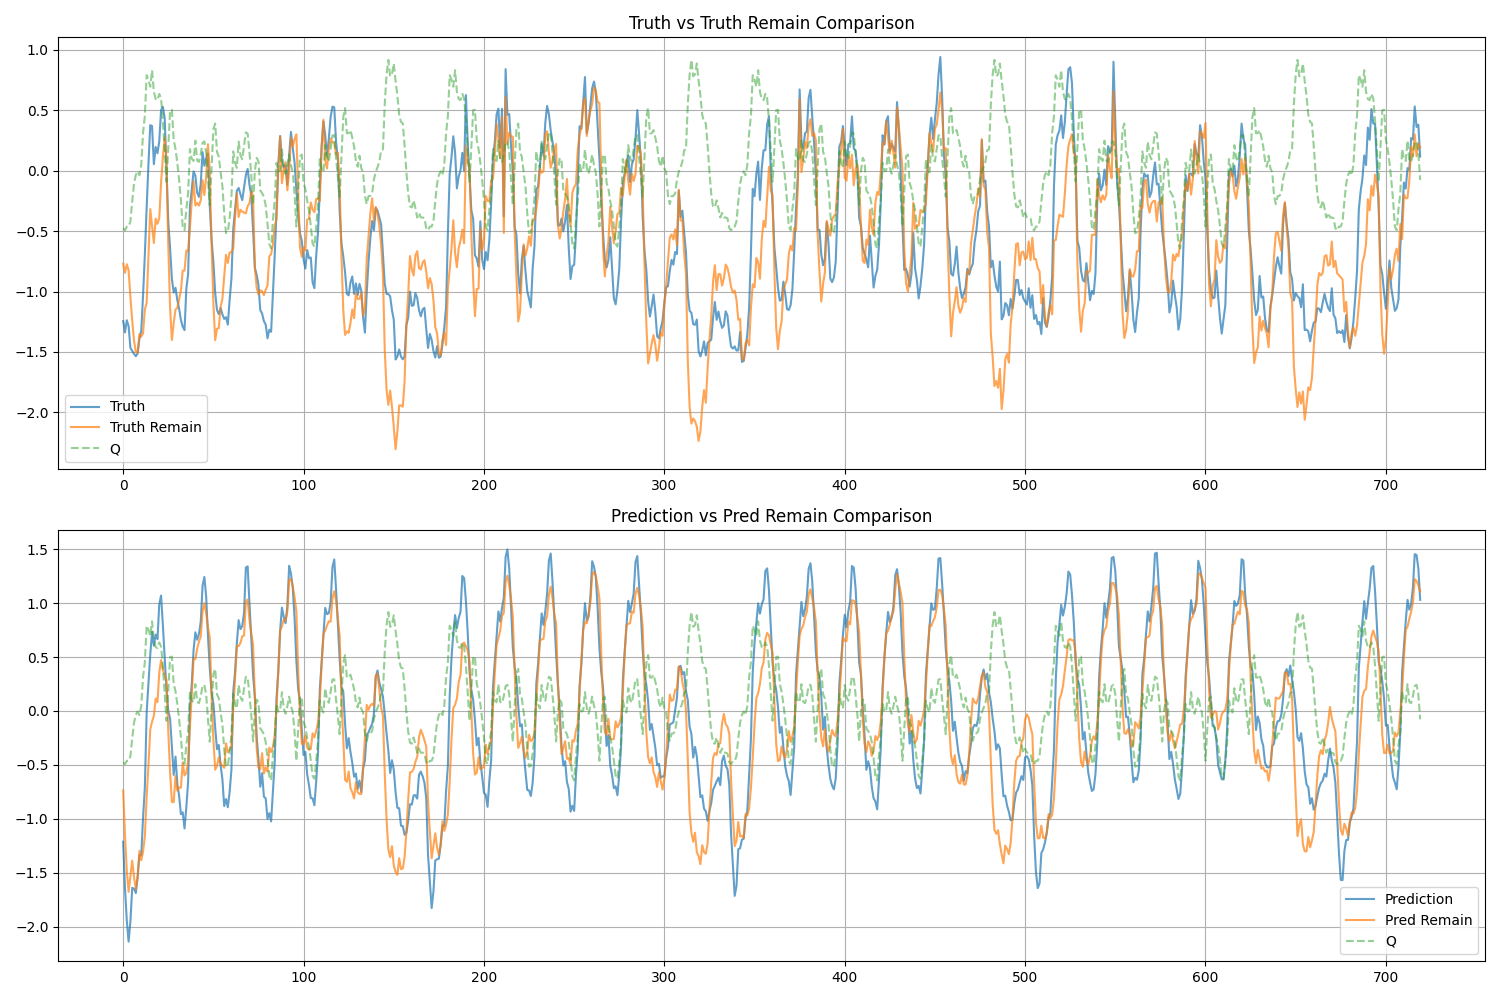 Truth vs Truth Remain Comparison
1.0
0.5
0.0
−0.5
−1.0
−1.5
−2.0
Truth
Truth Remain
Q
0 100 200 300 400 500 600 700
Prediction vs Pred Remain Comparison
1.5
1.0
0.5
0.0
−0.5
−1.0
−1.5
−2.0
Prediction
Pred Remain
Q
0 100 200 300 400 500 600 700